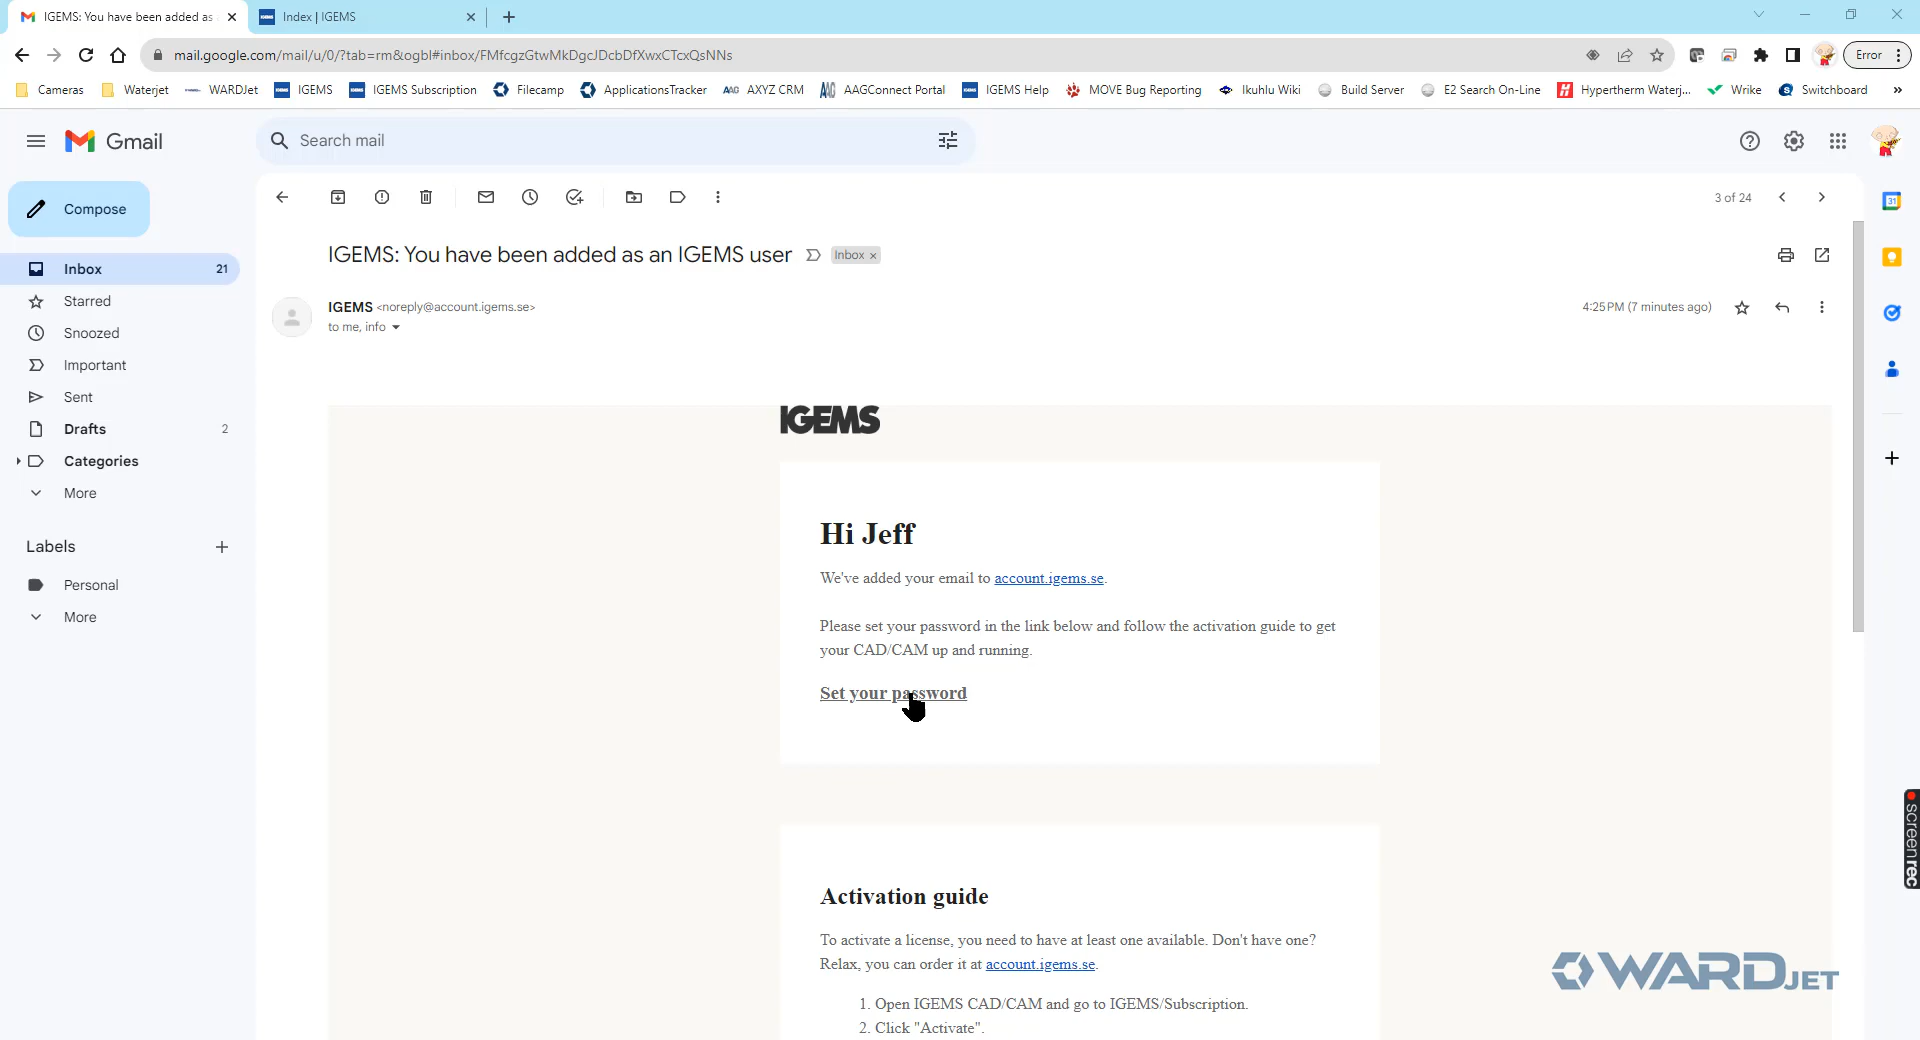 IGEMS: You have been added as
Index | IGEMS
mail.google.com/mail/u/0/?tab=rm&ogbl#inbox/FMfcgzGtwMkDgcJDcbDfXwxCTcxQsNNs
Error
Cameras
Waterjet
WARDJet
IGEMS
IGEMS Subscription
Filecamp
ApplicationsTracker
AXYZ CRM
AAGConnect Portal
IGEMS Help
MOVE Bug Reporting
Ikuhlu Wiki
Build Server
E2 Search On-Line
Hypertherm Waterj...
Wrike
Switchboard
»
Gmail
Search mail
Compose
3 of 24
Inbox 21
Starred
Snoozed
Important
Sent
Drafts 2
Categories
More
Labels
Personal
More
IGEMS: You have been added as an IGEMS user
Inbox ×
IGEMS <noreply@account.igems.se>
4:25 PM (7 minutes ago)
to me, info
IGEMS
Hi Jeff
We've added your email to account.igems.se.
Please set your password in the link below and follow the activation guide to get
your CAD/CAM up and running.
Set your password
Activation guide
To activate a license, you need to have at least one available. Don't have one?
Relax, you can order it at account.igems.se.
1. Open IGEMS CAD/CAM and go to IGEMS/Subscription.
2. Click "Activate".
31
screenrec
WARDJET